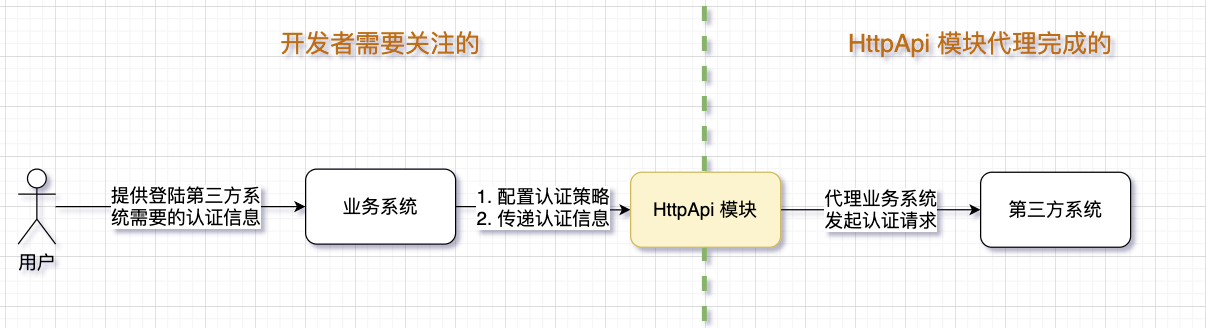 开发者需要关注的
HttpApi 模块代理完成的
提供登陆第三方系
统需要的认证信息
业务系统
1. 配置认证策略
2. 传递认证信息
HttpApi 模块
代理业务系统
发起认证请求
第三方系统
用户